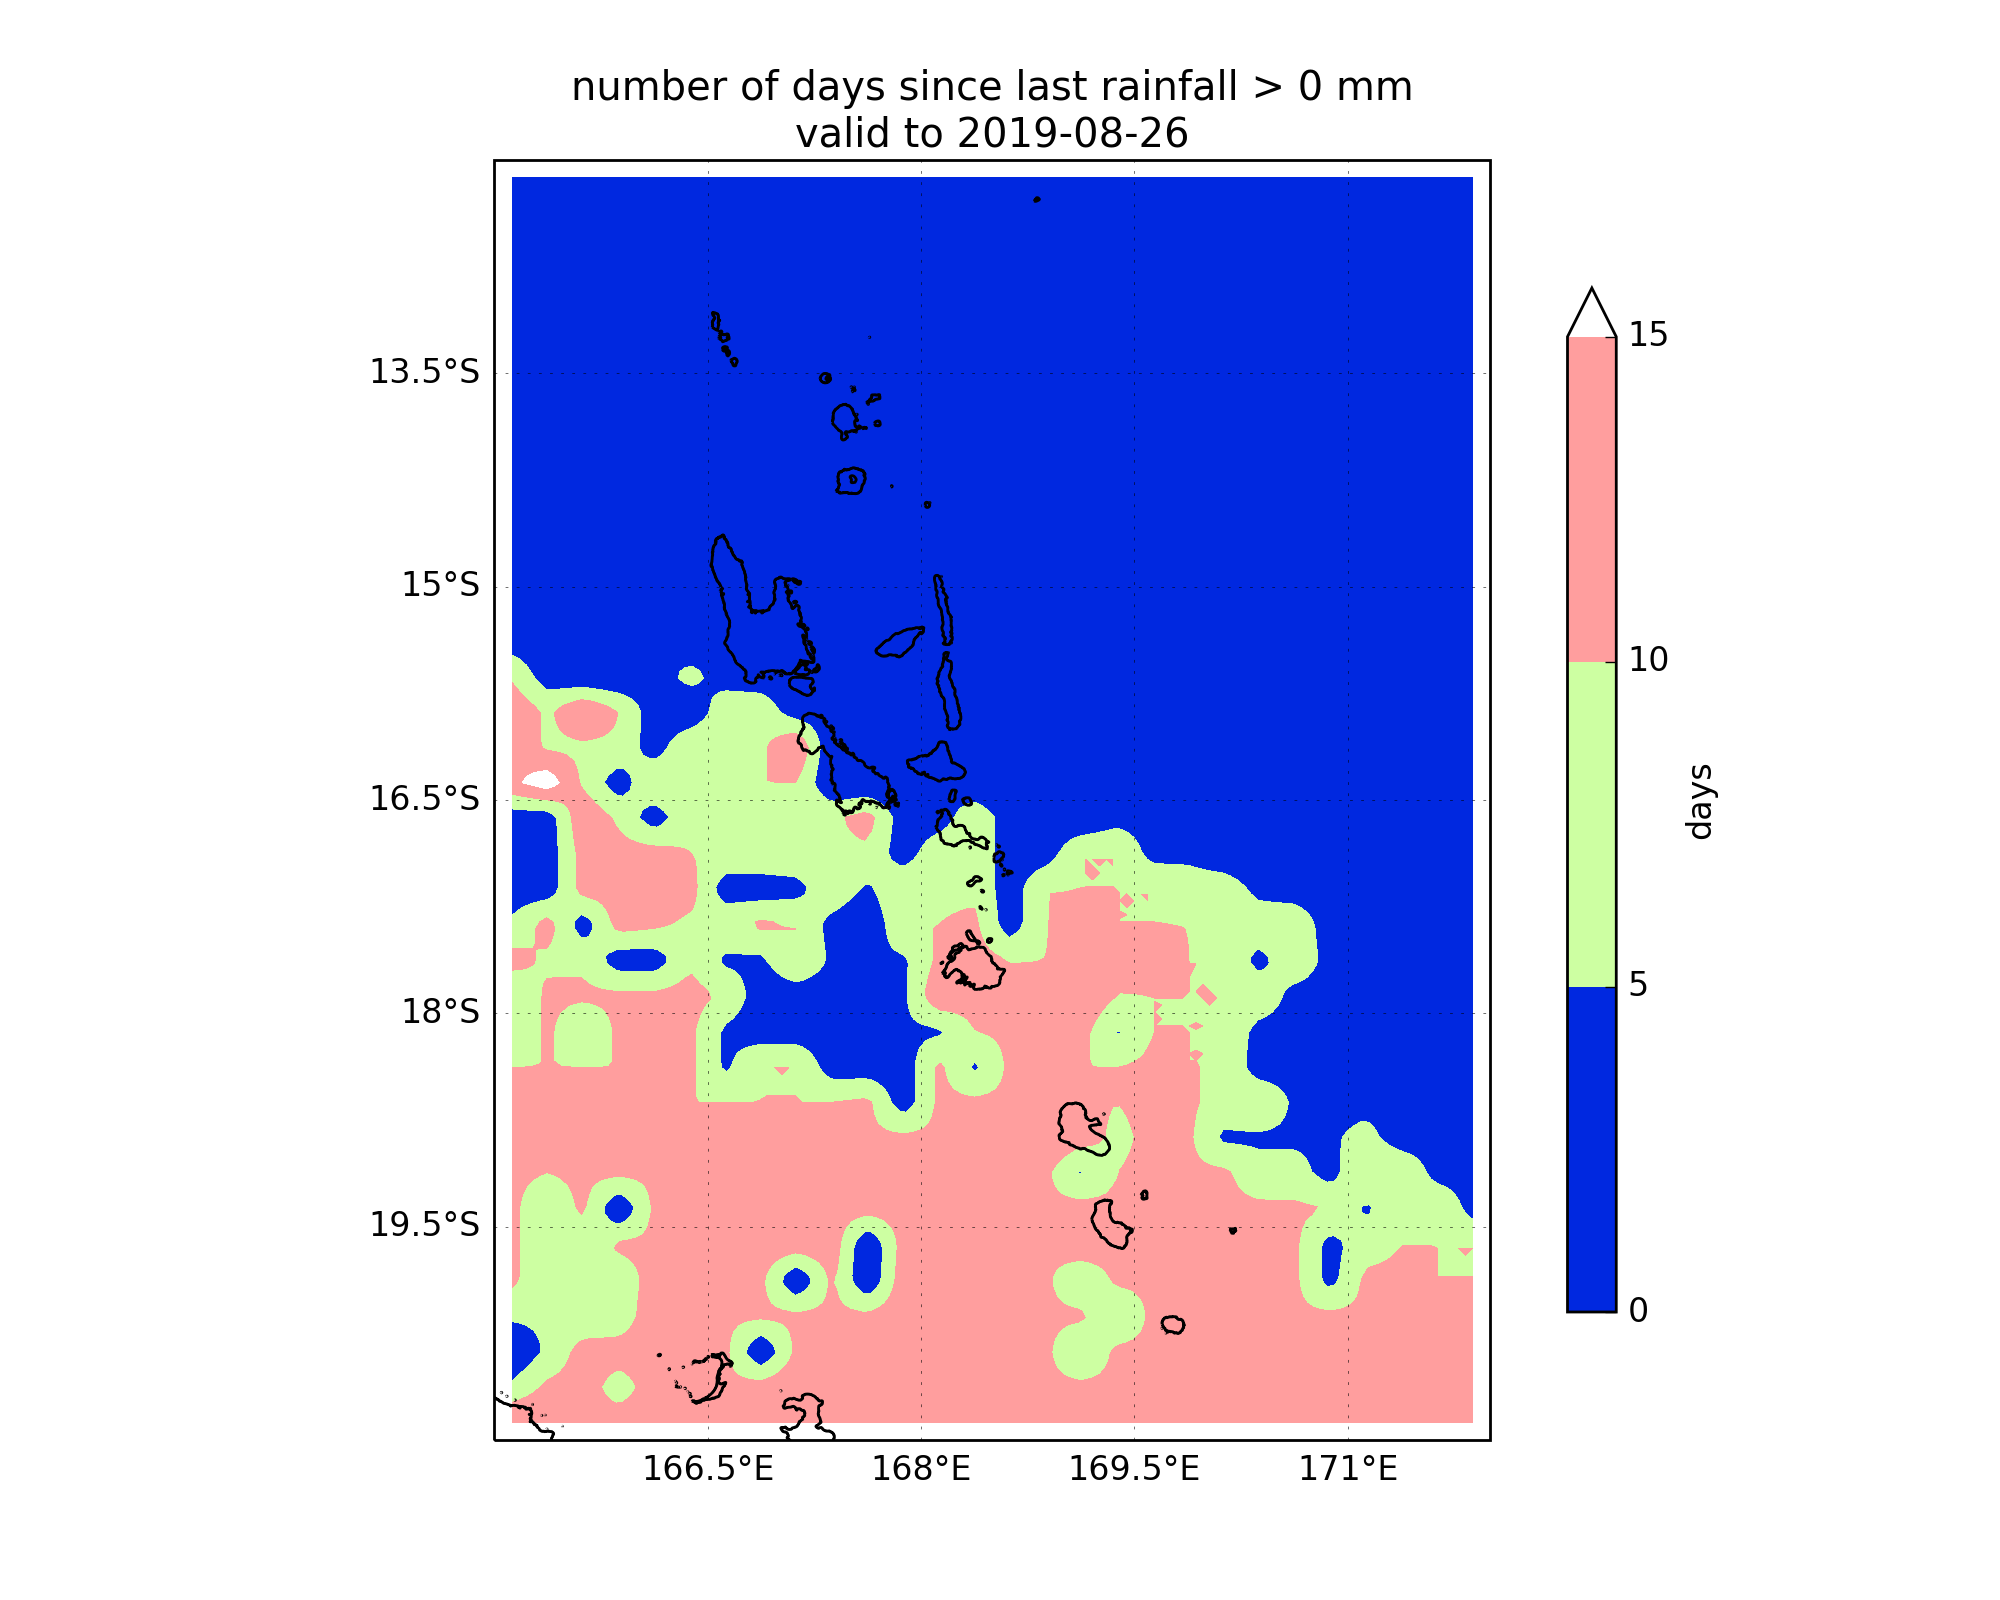 number of days since last rainfall > 0 mm
valid to 2019-08-26
13.5°S
15°S
16.5°S
18°S
19.5°S
166.5°E
168°E
169.5°E
171°E
15
10
5
0
days